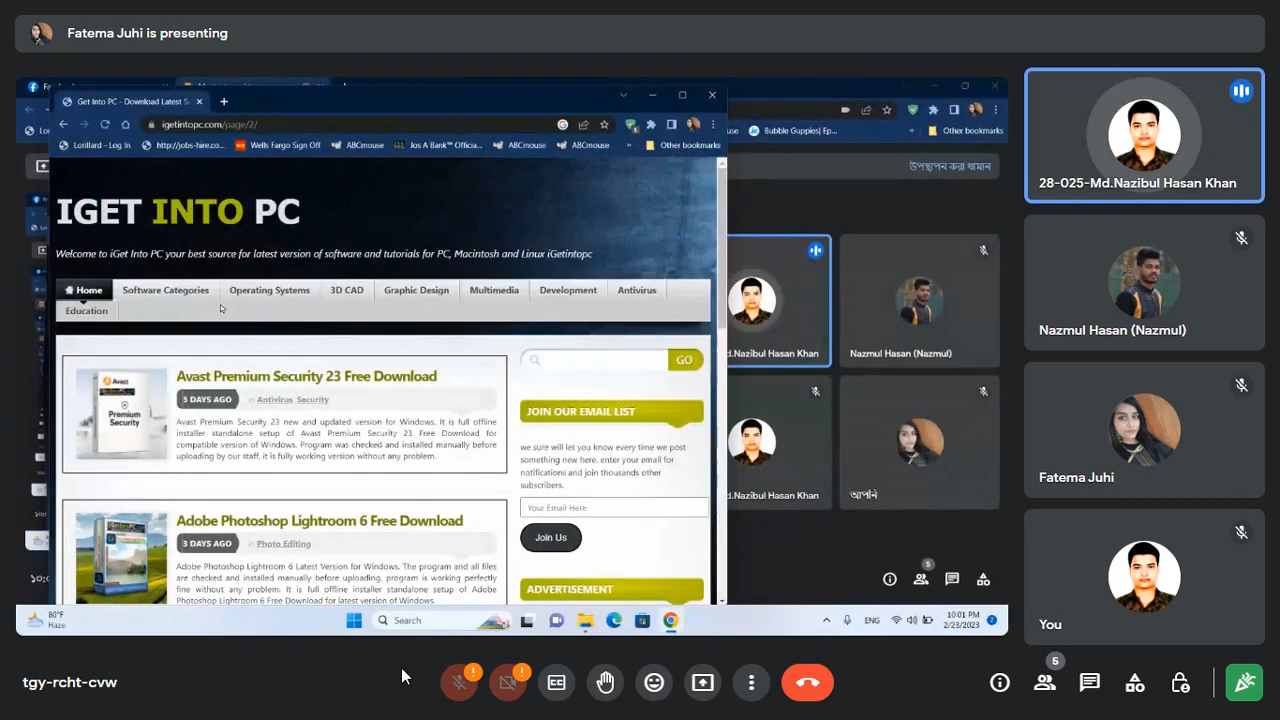 Fatema Juhi is presenting
Get Into PC - Download Latest S
igetintopc.com/page/2/
Lorillard - Log In http://jobs-hire.co... Wells Fargo Sign Off ABCmouse Jos A Bank™ Officia... ABCmouse ABCmouse » Other bookmarks
Bubble Guppies| Ep... » Other bookmarks
উপস্থাপন করা থামান
IGET INTO PC
Welcome to iGet Into PC your best source for latest version of software and tutorials for PC, Macintosh and Linux iGetintopc
Home Software Categories Operating Systems 3D CAD Graphic Design Multimedia Development Antivirus
Education
Avast Premium Security 23 Free Download
3 DAYS AGO in Antivirus Security
Avast Premium Security 23 new and updated version for Windows. It is full offline
installer standalone setup of Avast Premium Security 23 Free Download for
compatible version of Windows. Program was checked and installed manually before
uploading by our staff, it is fully working version without any problem.
Avast
Premium
Security
Adobe Photoshop Lightroom 6 Free Download
3 DAYS AGO in Photo Editing
Adobe Photoshop Lightroom 6 Latest Version for Windows. The program and all files
are checked and installed manually before uploading, program is working perfectly
fine without any problem. It is full offline installer standalone setup of Adobe
Photoshop Lightroom 6 Free Download for latest version of Windows.
GO
JOIN OUR EMAIL LIST
we sure will let you know every time we post
something new here. enter your email for
notifications and join thousands other
subscribers.
Your Email Here
Join Us
ADVERTISEMENT
d.Nazibul Hasan Khan
Nazmul Hasan (Nazmul)
d.Nazibul Hasan Khan
আপনি
5
80°F
Haze
Search
ENG
10:01 PM
2/23/2023
2
28-025-Md.Nazibul Hasan Khan
Nazmul Hasan (Nazmul)
Fatema Juhi
You
tgy-rcht-cvw
CC
5